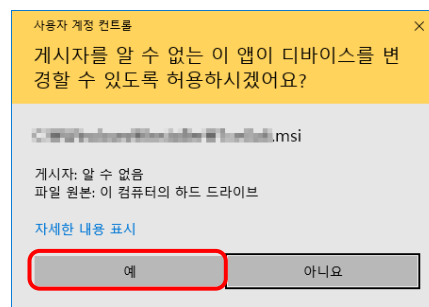 사용자 계정 컨트롤
게시자를 알 수 없는 이 앱이 디바이스를 변
경할 수 있도록 허용하시겠어요?
.msi
게시자: 알 수 없음
파일 원본: 이 컴퓨터의 하드 드라이브
자세한 내용 표시
예
아니요